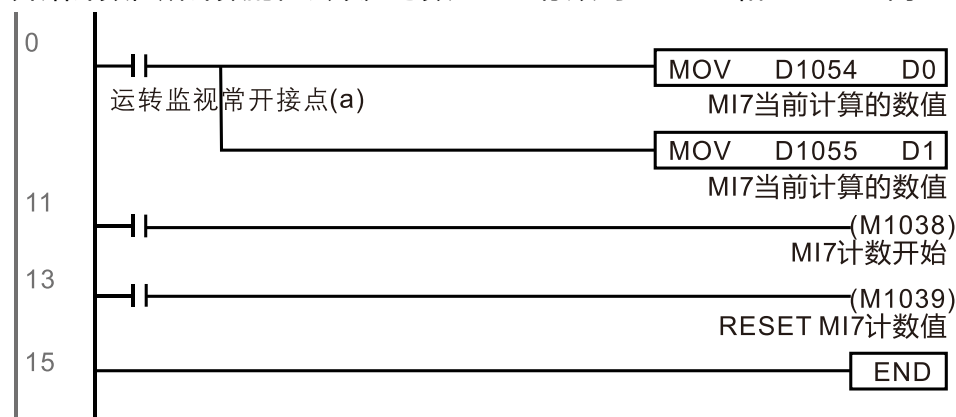 0
MOV D1054 D0
运转监视常开接点(a)
MI7当前计算的数值
MOV D1055 D1
MI7当前计算的数值
11
(M1038)
MI7计数开始
13
(M1039)
RESET MI7计数值
15
END